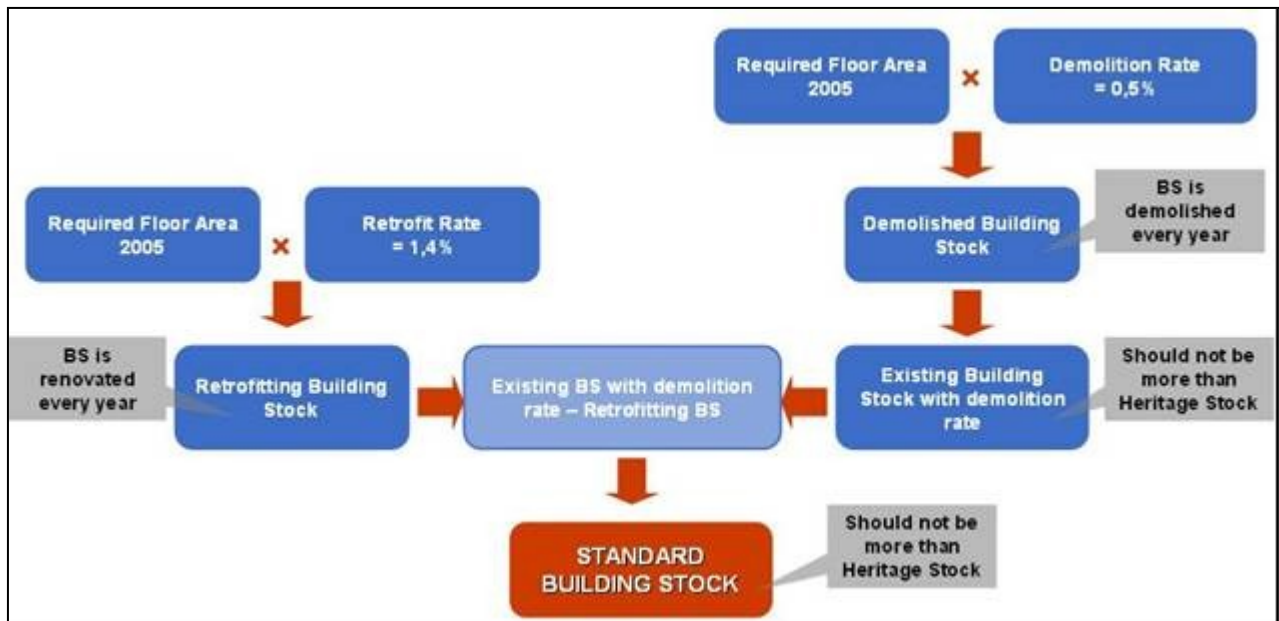 Required Floor Area
2005
×
Demolition Rate
= 0,5%
Demolished Building
Stock
BS is
demolished
every year
Required Floor Area
2005
×
Retrofit Rate
= 1,4%
BS is
renovated
every year
Retrofitting Building
Stock
Existing BS with demolition
rate – Retrofitting BS
Existing Building
Stock with demolition
rate
Should not be
more than
Heritage Stock
STANDARD
BUILDING STOCK
Should not be
more than
Heritage Stock